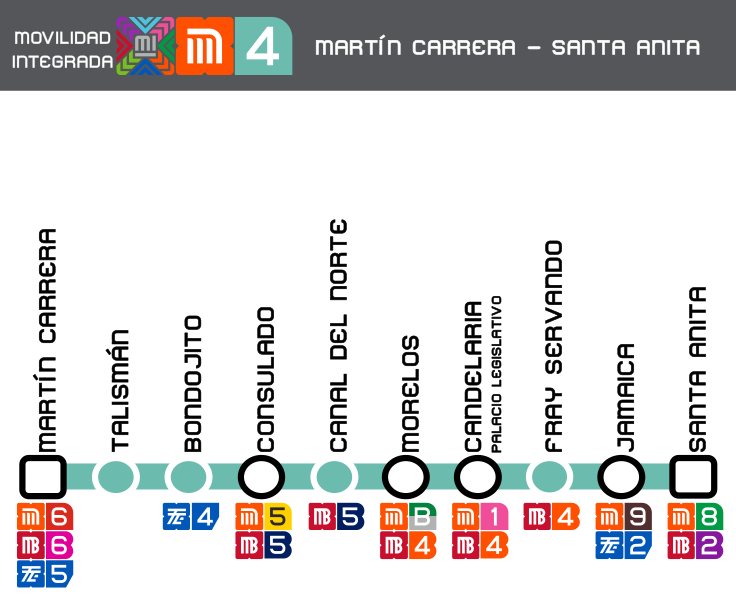 MOVILIDAD
INTEGRADA
MI
M
4
MARTÍN CARRERA - SANTA ANITA
MARTÍN CARRERA
TALISMÁN
BONDOJITO
CONSULADO
CANAL DEL NORTE
MORELOS
CANDELARIA
PALACIO LEGISLATIVO
FRAY SERVANDO
JAMAICA
SANTA ANITA
M 6
MB 6
TE 5
TE 4
M 5
MB 5
MB 5
M B
MB 4
M 1
MB 4
MB 4
M 9
TE 2
M 8
MB 2